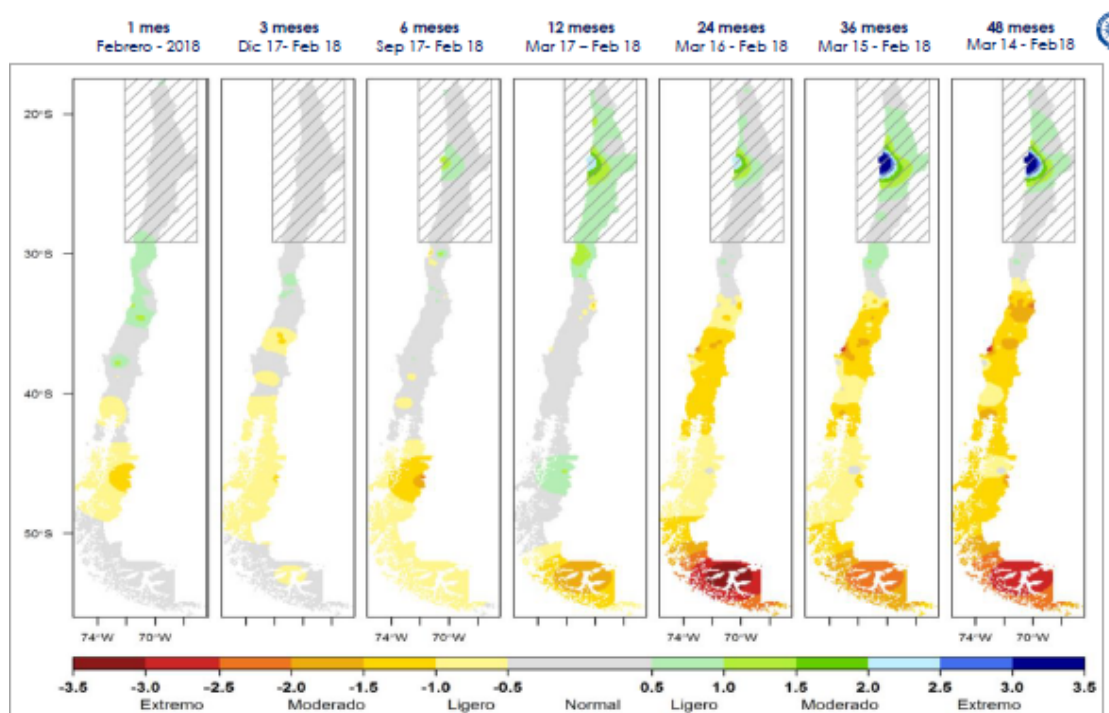 1 mes 3 meses 6 meses 12 meses 24 meses 36 meses 48 meses
Febrero - 2018 Dic 17- Feb 18 Sep 17- Feb 18 Mar 17 – Feb 18 Mar 16 - Feb 18 Mar 15 - Feb 18 Mar 14 - Feb 18
20°S
30°S
40°S
50°S
74°W 70°W 74°W 70°W 74°W 70°W 74°W 70°W
-3.5 -3.0 -2.5 -2.0 -1.5 -1.0 -0.5 0.5 1.0 1.5 2.0 2.5 3.0 3.5
Extremo Moderado Ligero Normal Ligero Moderado Extremo